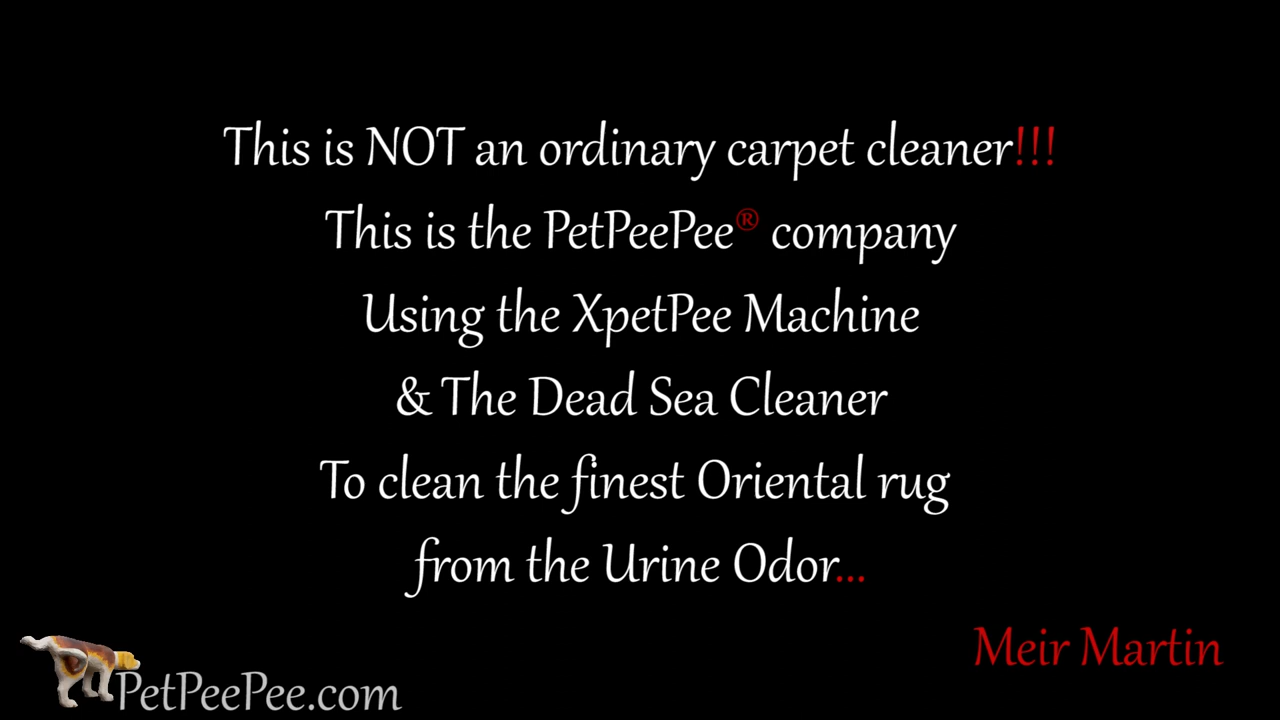 This is NOT an ordinary carpet cleaner!!!
This is the PetPeePee® company
Using the XpetPee Machine
& The Dead Sea Cleaner
To clean the finest Oriental rug
from the Urine Odor...
Meir Martin
PetPeePee.com